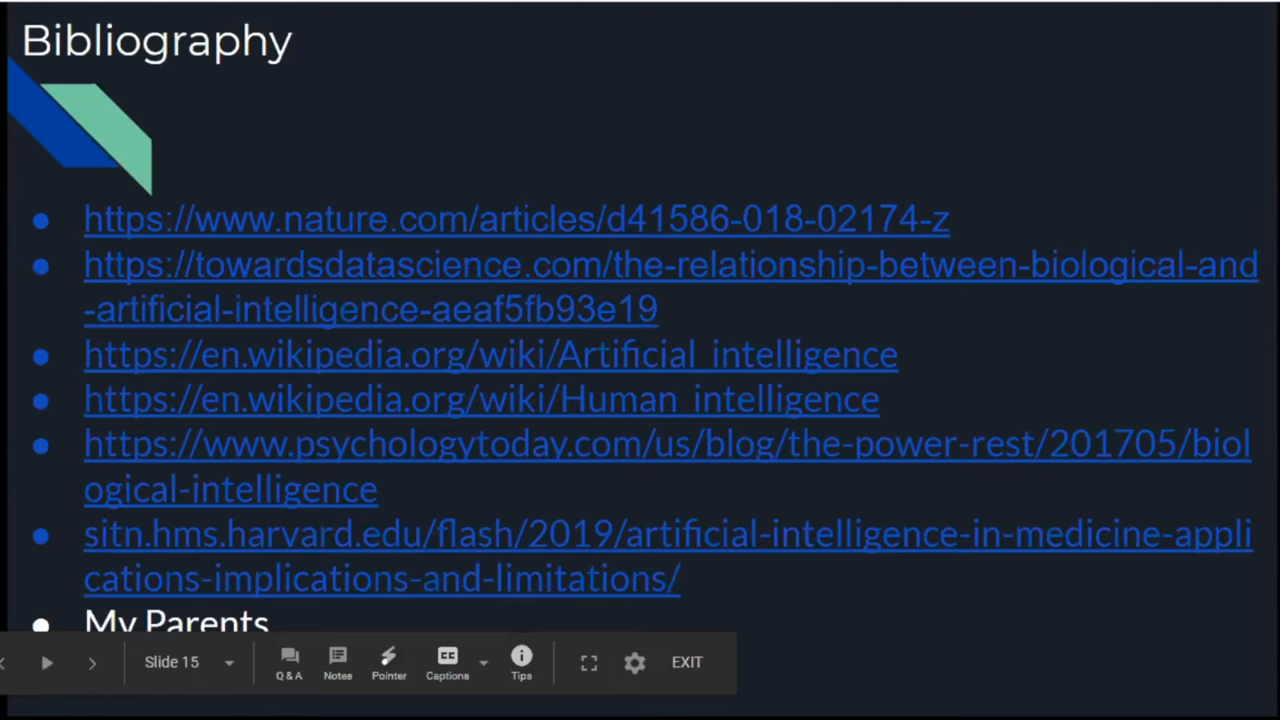 Bibliography
https://www.nature.com/articles/d41586-018-02174-z
https://towardsdatascience.com/the-relationship-between-biological-and
-artificial-intelligence-aeaf5fb93e19
https://en.wikipedia.org/wiki/Artificial_intelligence
https://en.wikipedia.org/wiki/Human_intelligence
https://www.psychologytoday.com/us/blog/the-power-rest/201705/biol
ogical-intelligence
sitn.hms.harvard.edu/flash/2019/artificial-intelligence-in-medicine-appli
cations-implications-and-limitations/
My Parents
Slide 15 Q & A Notes Pointer CC Captions Tips EXIT